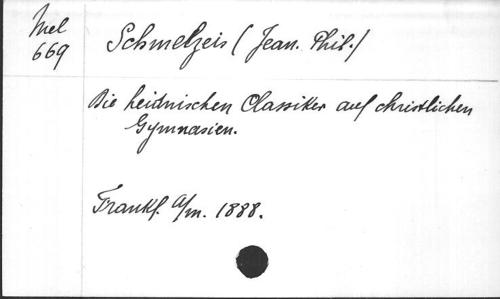 Mel
669
Schmelzeis (Jean. Phil.)
Die heidnischen Classiker auf christlichen
Gymnasien.
Frankf. a/m. 1888.